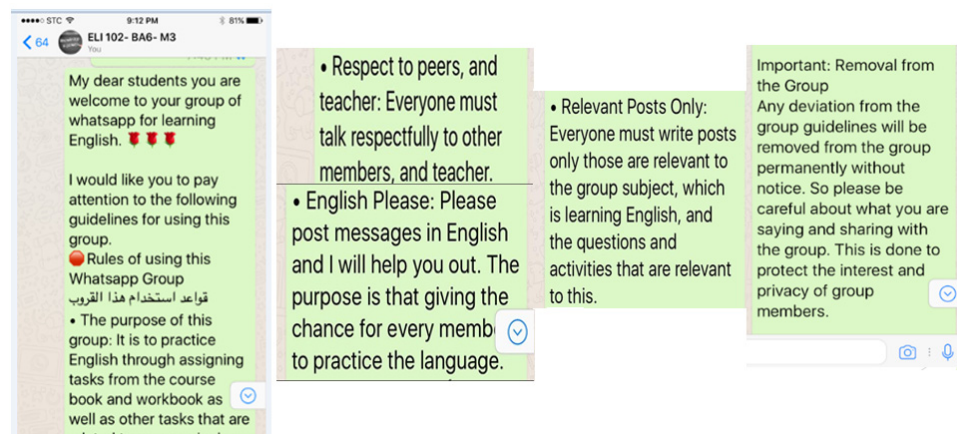 STC 9:12 PM 81%
64 ELI 102- BA6- M3
You
My dear students you are
welcome to your group of
whatsapp for learning
English. 🌹🌹🌹
I would like you to pay
attention to the following
guidelines for using this
group.
🔴Rules of using this
Whatsapp Group
قواعد استخدام هذا القروب
• The purpose of this
group: It is to practice
English through assigning
tasks from the course
book and workbook as
well as other tasks that are
• Respect to peers, and
teacher: Everyone must
talk respectfully to other
members, and teacher.
• English Please: Please
post messages in English
and I will help you out. The
purpose is that giving the
chance for every memb
to practice the language.
• Relevant Posts Only:
Everyone must write posts
only those are relevant to
the group subject, which
is learning English, and
the questions and
activities that are relevant
to this.
Important: Removal from
the Group
Any deviation from the
group guidelines will be
removed from the group
permanently without
notice. So please be
careful about what you are
saying and sharing with
the group. This is done to
protect the interest and
privacy of group
members.